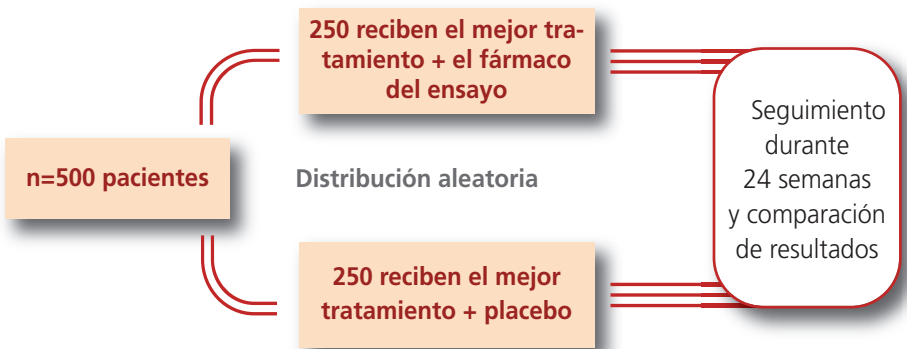 250 reciben el mejor tra-
tamiento + el fármaco
del ensayo
n=500 pacientes
Distribución aleatoria
250 reciben el mejor
tratamiento + placebo
Seguimiento
durante
24 semanas
y comparación
de resultados